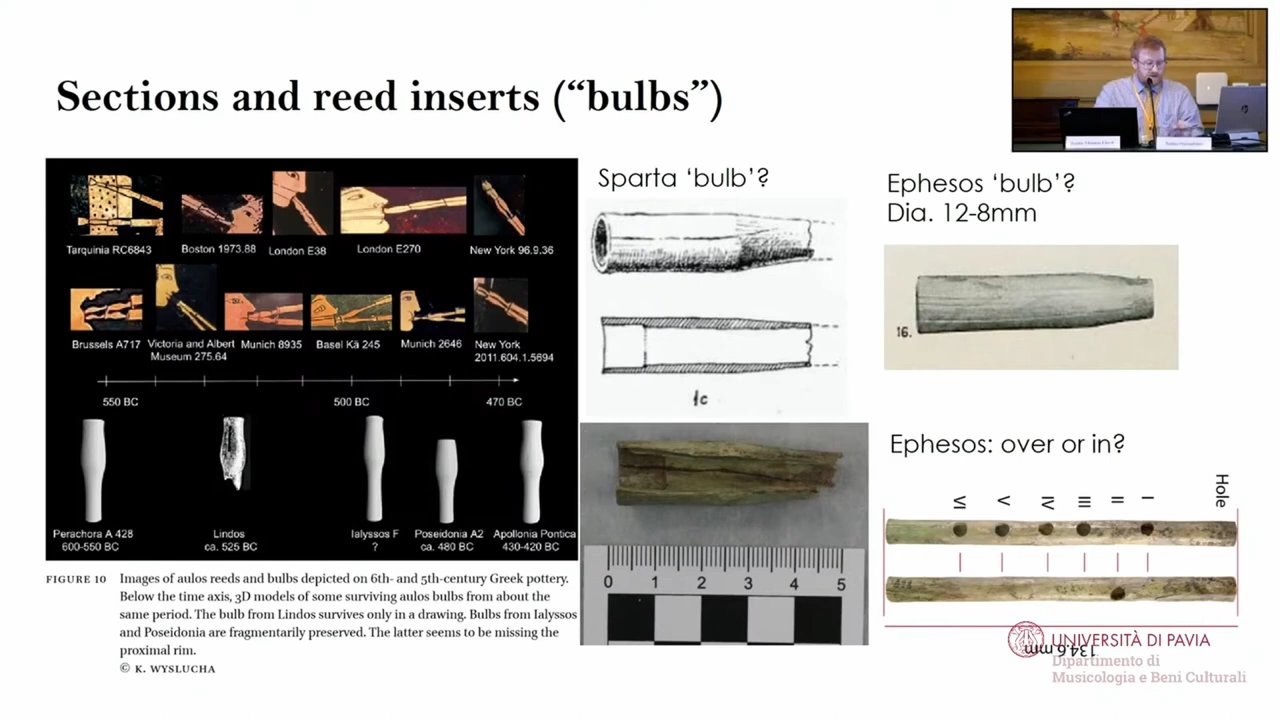 Sections and reed inserts (“bulbs”)
Tarquinia RC6843
Boston 1973.88
London E38
London E270
New York 96.9.36
Brussels A717
Victoria and Albert
Museum 275.64
Munich 8935
Basel Kä 245
Munich 2646
New York
2011.604.1.5694
550 BC
500 BC
470 BC
Perachora A 428
600-550 BC
Lindos
ca. 525 BC
Ialyssos F
?
Poseidonia A2
ca. 480 BC
Apollonia Pontica
430-420 BC
FIGURE 10
Images of aulos reeds and bulbs depicted on 6th- and 5th-century Greek pottery.
Below the time axis, 3D models of some surviving aulos bulbs from about the
same period. The bulb from Lindos survives only in a drawing. Bulbs from Ialyssos
and Poseidonia are fragmentarily preserved. The latter seems to be missing the
proximal rim.
© K. WYSLUCHA
Sparta ‘bulb’?
1c
0 1 2 3 4 5
Ephesos ‘bulb’?
Dia. 12-8mm
16.
Ephesos: over or in?
VI V IV III II I Hole
134,6 mm
UNIVERSITÀ DI PAVIA
Dipartimento di
Musicologia e Beni Culturali